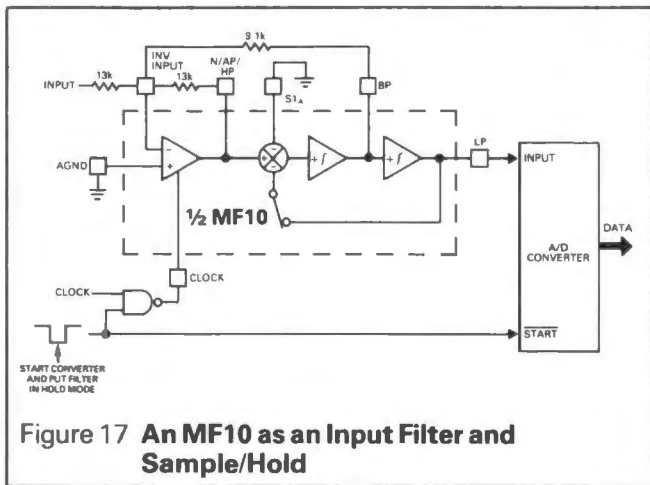 9.1k
INV
INPUT
N/AP/
HP
INPUT
13k
13k
S1A
BP
AGND
-
+
+
-
-
+ ∫
+ ∫
LP
INPUT
½ MF10
A/D
CONVERTER
DATA
CLOCK
CLOCK
START
START CONVERTER
AND PUT FILTER
IN HOLD MODE
Figure 17 An MF10 as an Input Filter and
Sample/Hold